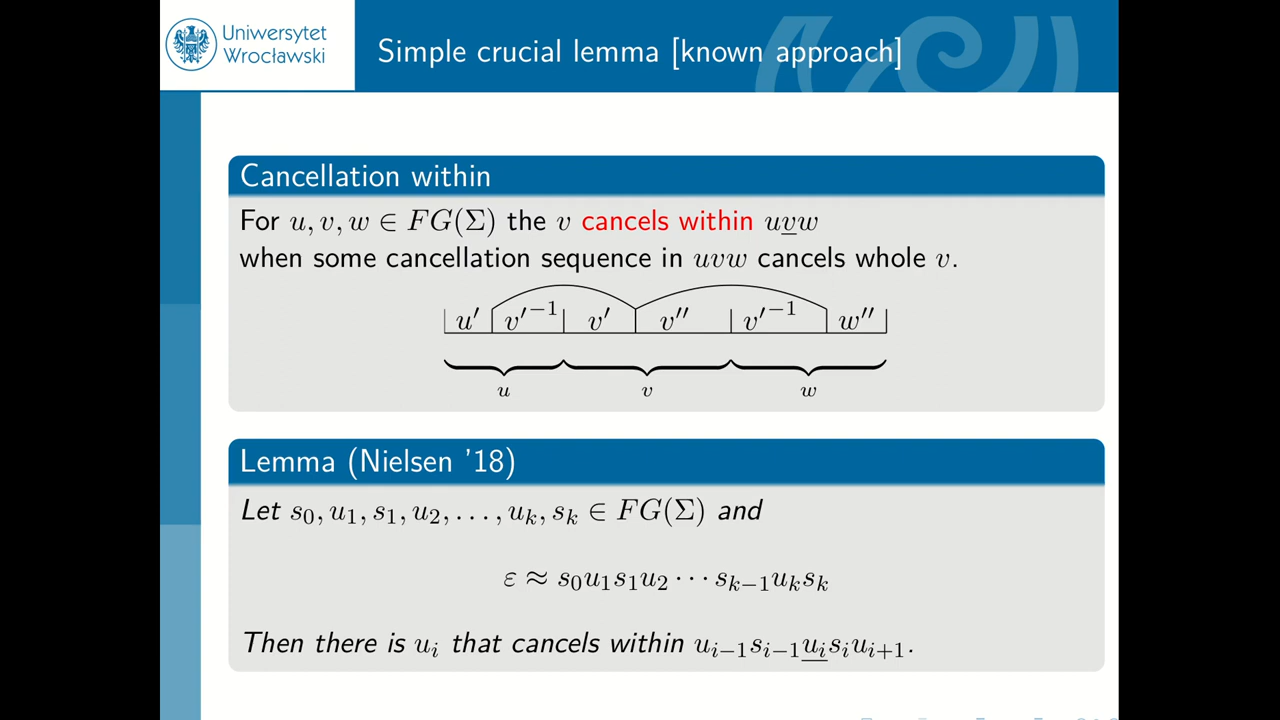 Uniwersytet
Wrocławski
Simple crucial lemma [known approach]
Cancellation within
For u, v, w ∈ FG(Σ) the v cancels within uvw
when some cancellation sequence in uvw cancels whole v.
u′ v′⁻¹ v′ v″ v′⁻¹ w″
u v w
Lemma (Nielsen '18)
Let s₀, u₁, s₁, u₂, . . . , uₖ, sₖ ∈ FG(Σ) and
ε ≈ s₀u₁s₁u₂ · · · sₖ₋₁uₖsₖ
Then there is uᵢ that cancels within uᵢ₋₁sᵢ₋₁uᵢsᵢuᵢ₊₁.